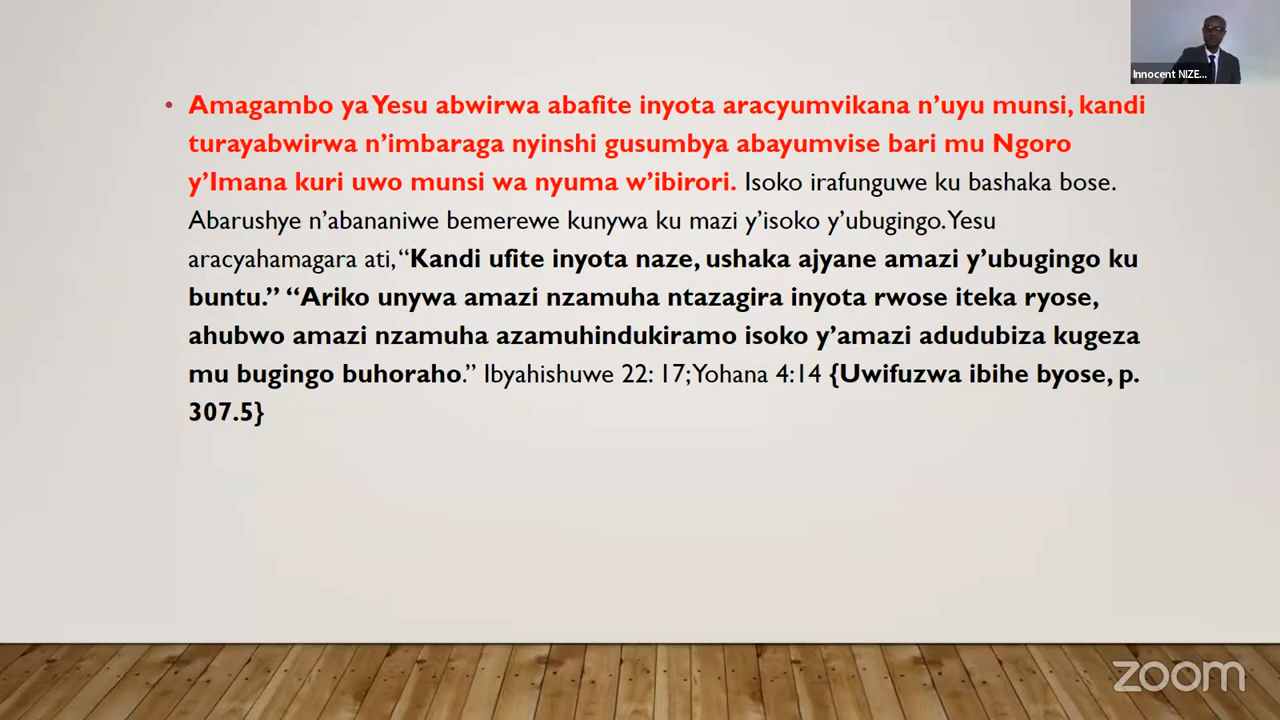 Innocent NIZE...
• Amagambo ya Yesu abwirwa abafite inyota aracyumvikana n’uyu munsi, kandi
turayabwirwa n’imbaraga nyinshi gusumbya abayumvise bari mu Ngoro
y’Imana kuri uwo munsi wa nyuma w’ibirori. Isoko irafunguwe ku bashaka bose.
Abarushye n’abananiwe bemerewe kunywa ku mazi y’isoko y’ubugingo. Yesu
aracyahamagara ati, “Kandi ufite inyota naze, ushaka ajyane amazi y’ubugingo ku
buntu.” “Ariko unywa amazi nzamuha ntazagira inyota rwose iteka ryose,
ahubwo amazi nzamuha azamuhindukiramo isoko y’amazi adudubiza kugeza
mu bugingo buhoraho.” Ibyahishuwe 22: 17; Yohana 4:14 {Uwifuzwa ibihe byose, p.
307.5}
zoom